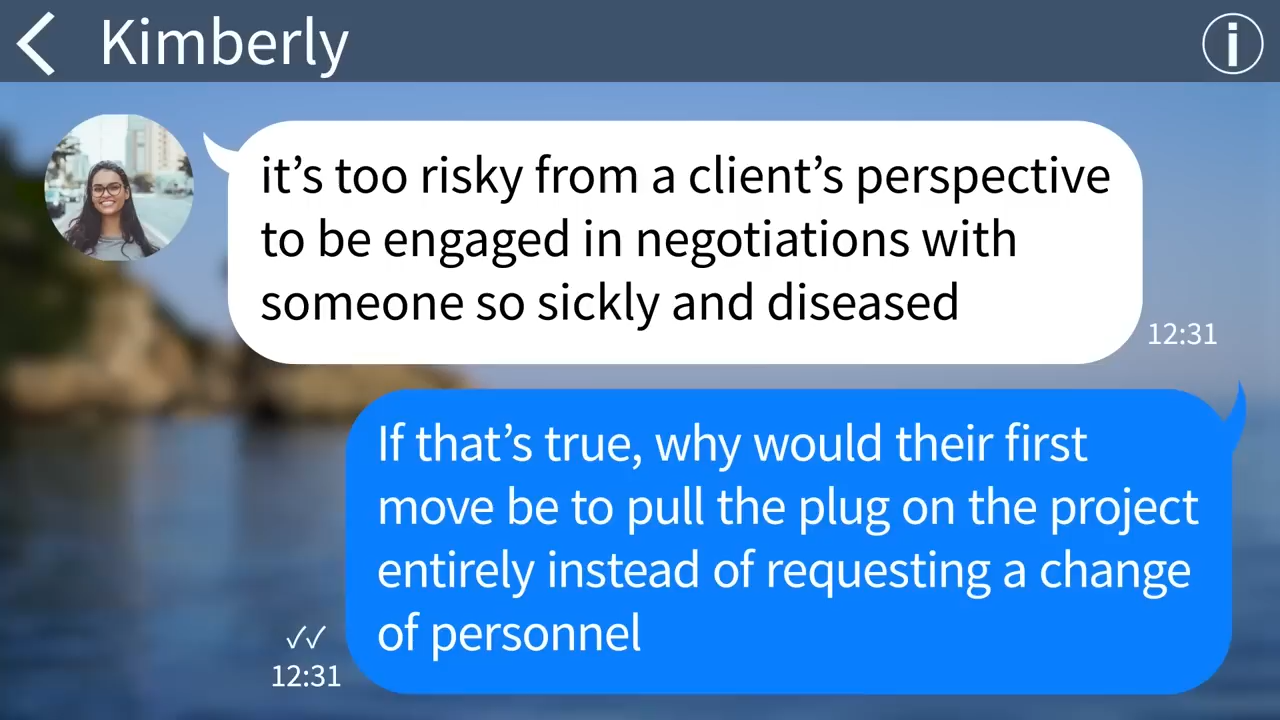 Kimberly
i
it’s too risky from a client’s perspective
to be engaged in negotiations with
someone so sickly and diseased
12:31
If that’s true, why would their first
move be to pull the plug on the project
entirely instead of requesting a change
of personnel
12:31